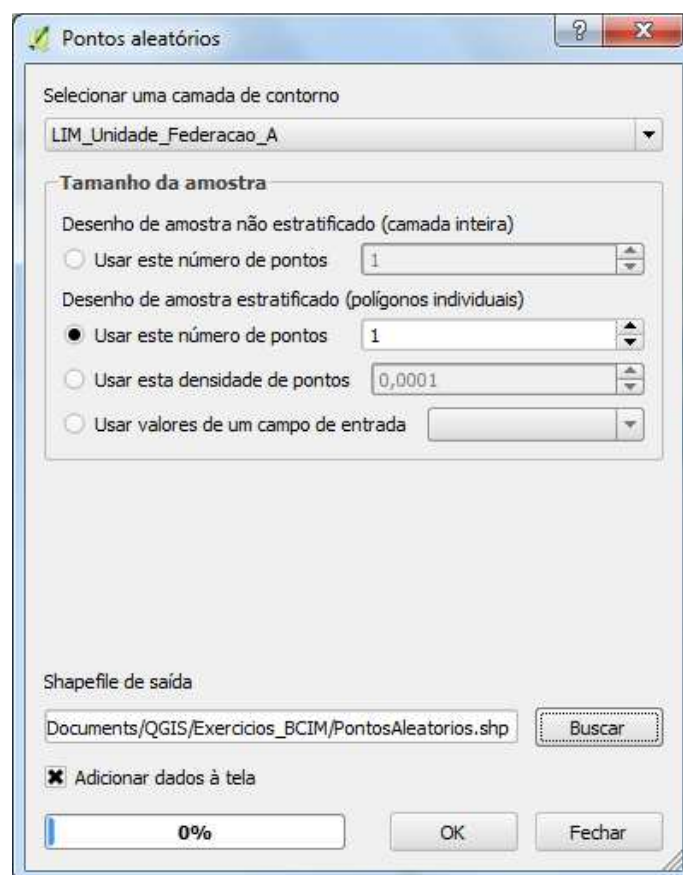 Pontos aleatórios
Selecionar uma camada de contorno
LIM_Unidade_Federacao_A
Tamanho da amostra
Desenho de amostra não estratificado (camada inteira)
Usar este número de pontos 1
Desenho de amostra estratificado (polígonos individuais)
Usar este número de pontos 1
Usar esta densidade de pontos 0,0001
Usar valores de um campo de entrada
Shapefile de saída
Documents/QGIS/Exercicios_BCIM/PontosAleatorios.shp Buscar
Adicionar dados à tela
0% OK Fechar